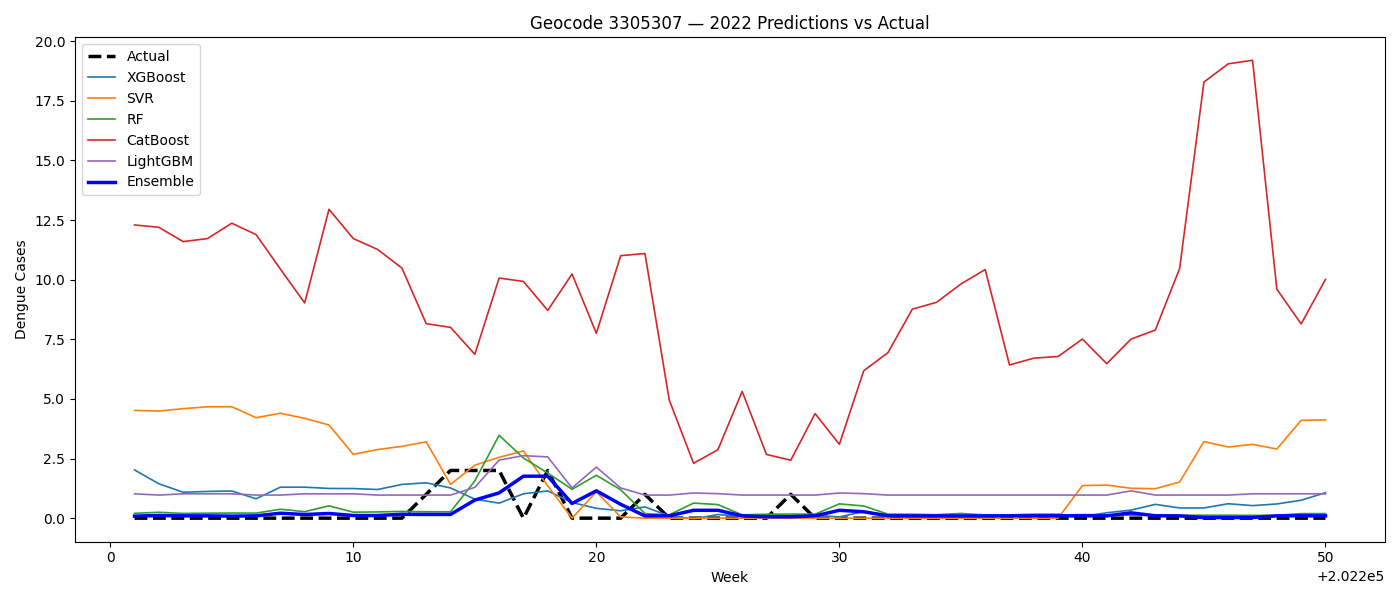 Geocode 3305307 — 2022 Predictions vs Actual
20.0
17.5
15.0
12.5
10.0
7.5
5.0
2.5
0.0
Dengue Cases
Actual
XGBoost
SVR
RF
CatBoost
LightGBM
Ensemble
0 10 20 30 40 50
Week
+2.022e5